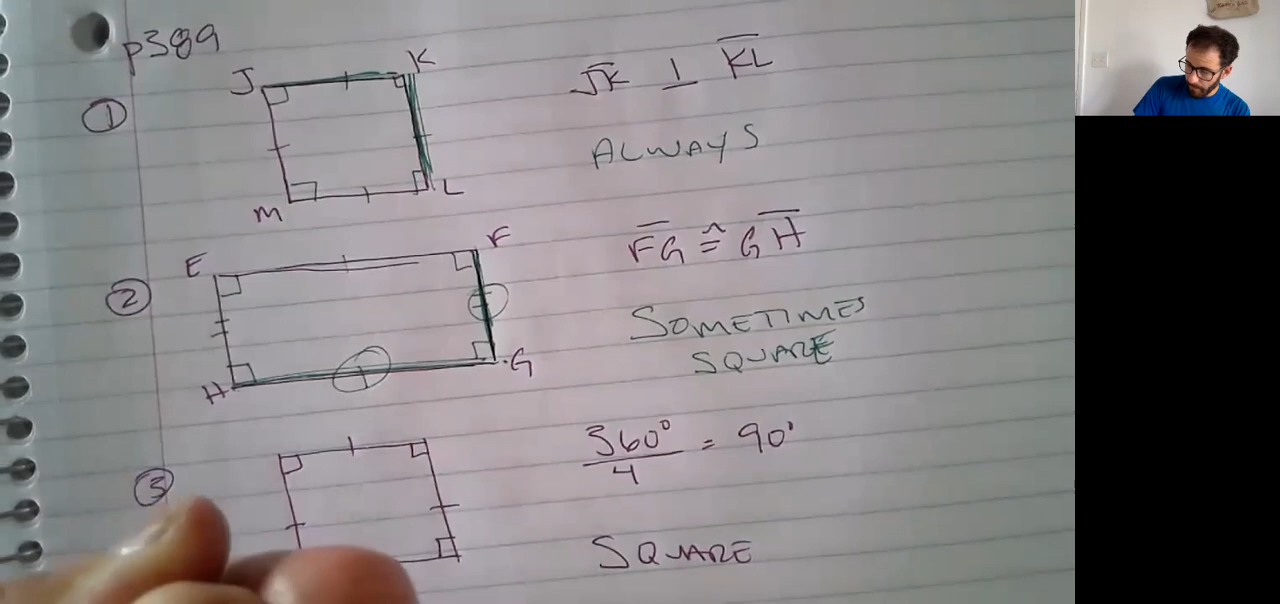 p389
①
J
K
M
L
JK ⊥ KL
ALWAYS
②
E
F
H
G
FG ≅ GH
SOMETIMES
SQUARE
③
360° / 4 = 90°
SQUARE